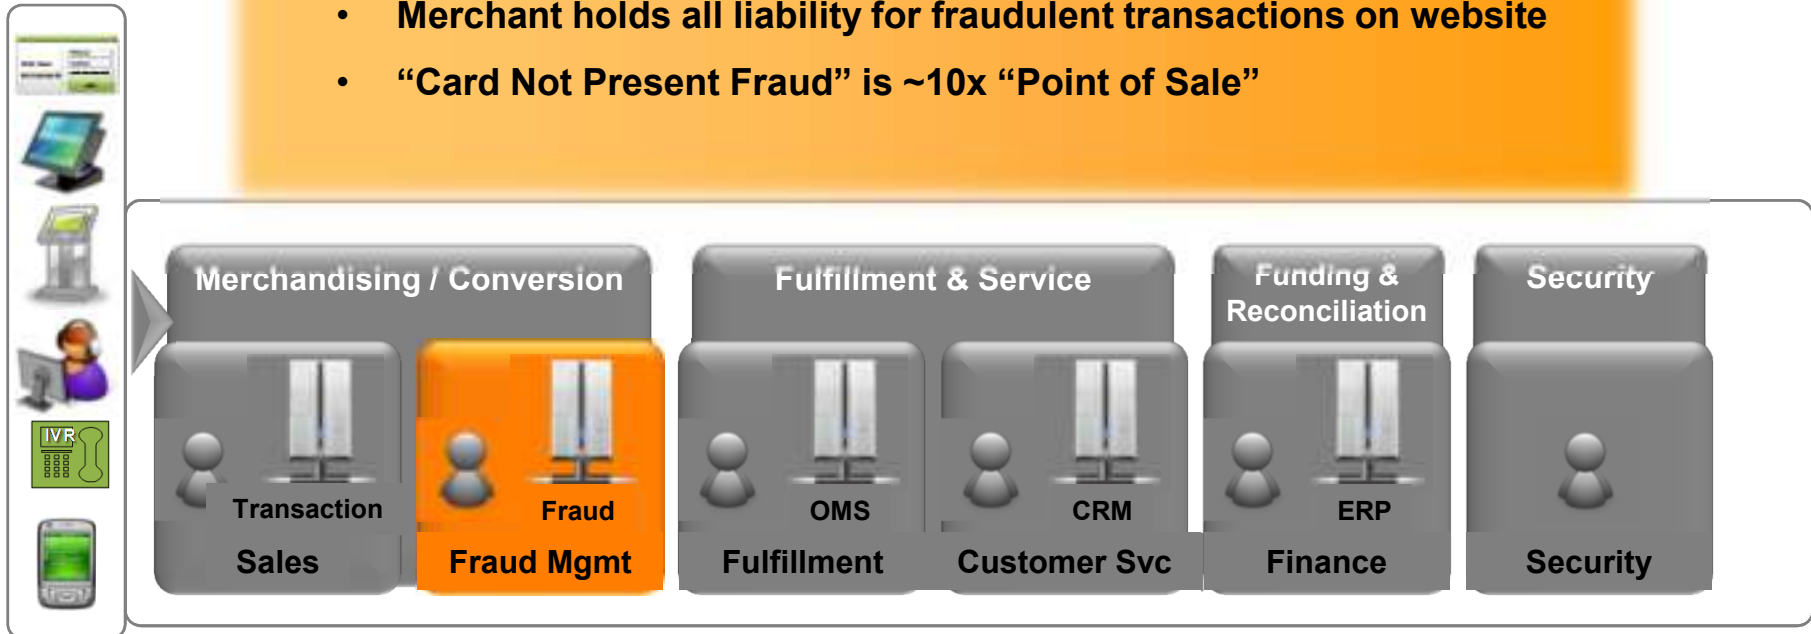 • Merchant holds all liability for fraudulent transactions on website
• “Card Not Present Fraud” is ~10x “Point of Sale”
Merchandising / Conversion
Fulfillment & Service
Funding &
Reconciliation
Security
IVR
Transaction
Sales
Fraud
Fraud Mgmt
OMS
Fulfillment
CRM
Customer Svc
ERP
Finance
Security